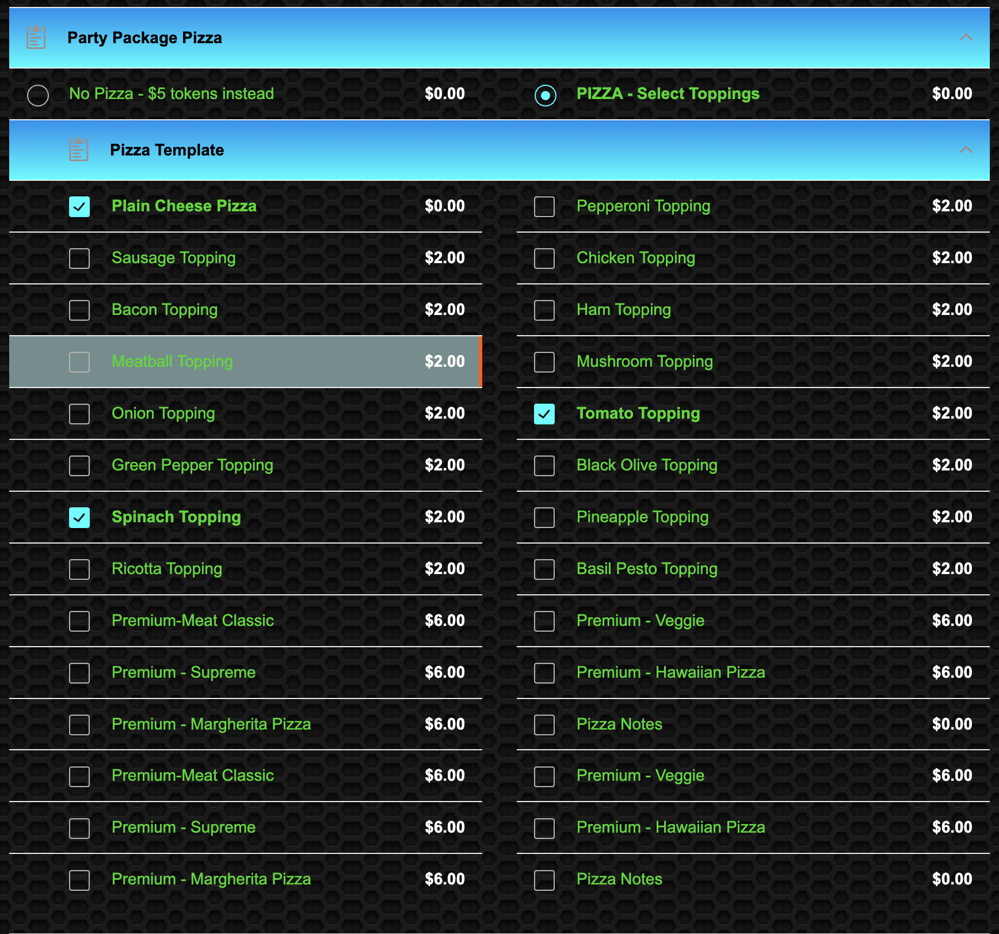 Party Package Pizza
No Pizza - $5 tokens instead $0.00 PIZZA - Select Toppings $0.00
Pizza Template
Plain Cheese Pizza $0.00 Pepperoni Topping $2.00
Sausage Topping $2.00 Chicken Topping $2.00
Bacon Topping $2.00 Ham Topping $2.00
Meatball Topping $2.00 Mushroom Topping $2.00
Onion Topping $2.00 Tomato Topping $2.00
Green Pepper Topping $2.00 Black Olive Topping $2.00
Spinach Topping $2.00 Pineapple Topping $2.00
Ricotta Topping $2.00 Basil Pesto Topping $2.00
Premium-Meat Classic $6.00 Premium - Veggie $6.00
Premium - Supreme $6.00 Premium - Hawaiian Pizza $6.00
Premium - Margherita Pizza $6.00 Pizza Notes $0.00
Premium-Meat Classic $6.00 Premium - Veggie $6.00
Premium - Supreme $6.00 Premium - Hawaiian Pizza $6.00
Premium - Margherita Pizza $6.00 Pizza Notes $0.00